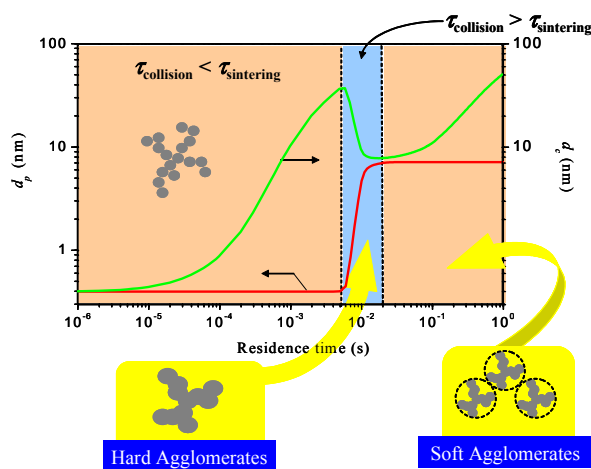 τcollision > τsintering
τcollision < τsintering
100
10
1
dp (nm)
100
10
1
dc (nm)
10-6 10-5 10-4 10-3 10-2 10-1 100
Residence time (s)
Hard Agglomerates
Soft Agglomerates